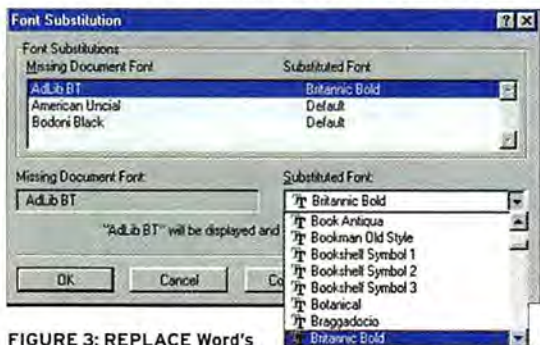 Font Substitution
Font Substitutions
Missing Document Font Substituted Font
AdLib BT Britannic Bold
American Uncial Default
Bodoni Black Default
Missing Document Font: Substituted Font:
AdLib BT Britannic Bold
"AdLib BT" will be displayed and
Book Antiqua
Bookman Old Style
Bookshelf Symbol 1
Bookshelf Symbol 2
Bookshelf Symbol 3
Botanical
Braggadocio
Britannic Bold
OK Cancel Co
FIGURE 3: REPLACE Word's